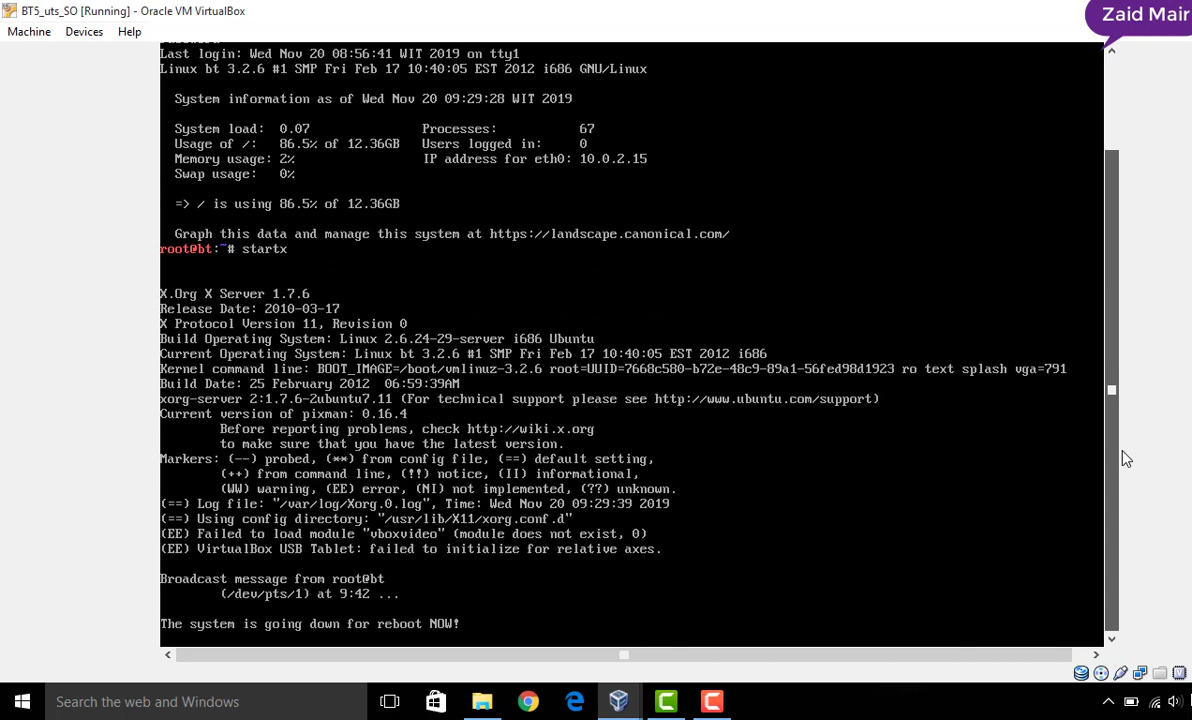 BT5_uts_SO [Running] - Oracle VM VirtualBox
Zaid Mair
Machine Devices Help
Last login: Wed Nov 20 08:56:41 WIT 2019 on tty1
Linux bt 3.2.6 #1 SMP Fri Feb 17 10:40:05 EST 2012 i686 GNU/Linux
System information as of Wed Nov 20 09:29:28 WIT 2019
System load: 0.07 Processes: 67
Usage of /: 86.5% of 12.36GB Users logged in: 0
Memory usage: 2% IP address for eth0: 10.0.2.15
Swap usage: 0%
=> / is using 86.5% of 12.36GB
Graph this data and manage this system at https://landscape.canonical.com/
root@bt:~# startx
X.Org X Server 1.7.6
Release Date: 2010-03-17
X Protocol Version 11, Revision 0
Build Operating System: Linux 2.6.24-29-server i686 Ubuntu
Current Operating System: Linux bt 3.2.6 #1 SMP Fri Feb 17 10:40:05 EST 2012 i686
Kernel command line: BOOT_IMAGE=/boot/vmlinuz-3.2.6 root=UUID=7668c580-b72e-48c9-89a1-56fed98d1923 ro text splash vga=791
Build Date: 25 February 2012  06:59:39AM
xorg-server 2:1.7.6-2ubuntu7.11 (For technical support please see http://www.ubuntu.com/support)
Current version of pixman: 0.16.4
Before reporting problems, check http://wiki.x.org
to make sure that you have the latest version.
Markers: (--) probed, (**) from config file, (==) default setting,
(++) from command line, (!!) notice, (II) informational,
(WW) warning, (EE) error, (NI) not implemented, (??) unknown.
(==) Log file: "/var/log/Xorg.0.log", Time: Wed Nov 20 09:29:39 2019
(==) Using config directory: "/usr/lib/X11/xorg.conf.d"
(EE) Failed to load module "vboxvideo" (module does not exist, 0)
(EE) VirtualBox USB Tablet: failed to initialize for relative axes.
Broadcast message from root@bt
(/dev/pts/1) at 9:42 ...
The system is going down for reboot NOW!
Search the web and Windows